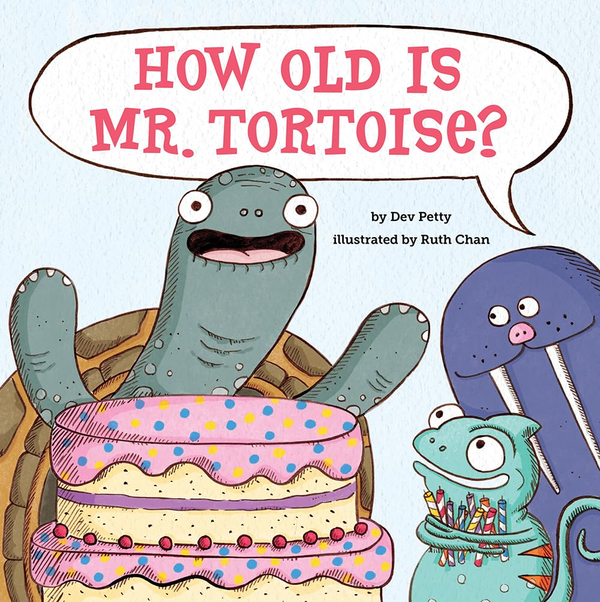 HOW OLD IS
MR. TORTOISE?
by Dev Petty
illustrated by Ruth Chan